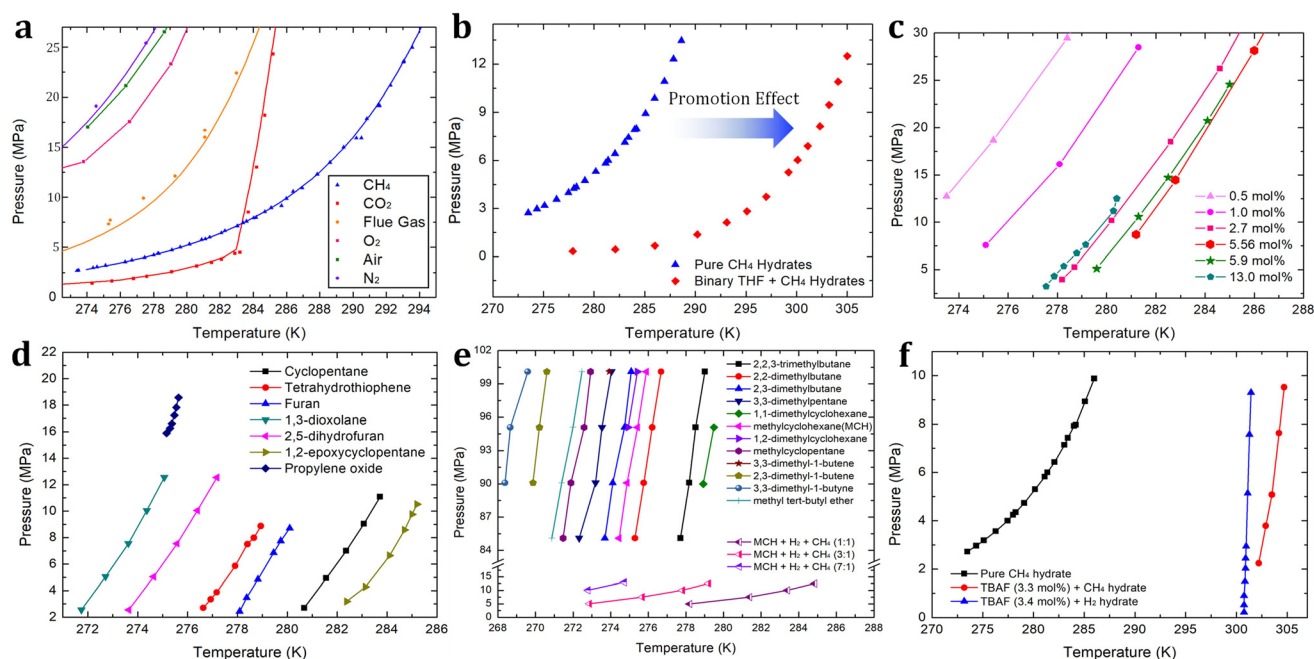 a
25
20
15
10
5
0
Pressure (MPa)
274 276 278 280 282 284 286 288 290 292 294
Temperature (K)
CH₄
CO₂
Flue Gas
O₂
Air
N₂
b
12
9
6
3
0
Pressure (MPa)
270 275 280 285 290 295 300 305
Temperature (K)
Promotion Effect
Pure CH₄ Hydrates
Binary THF + CH₄ Hydrates
c
30
25
20
15
10
5
Pressure (MPa)
274 276 278 280 282 284 286 288
Temperature (K)
0.5 mol%
1.0 mol%
2.7 mol%
5.56 mol%
5.9 mol%
13.0 mol%
d
22
20
18
16
14
12
10
8
6
4
2
Pressure (MPa)
272 274 276 278 280 282 284 286
Temperature (K)
Cyclopentane
Tetrahydrothiophene
Furan
1,3-dioxolane
2,5-dihydrofuran
1,2-epoxycyclopentane
Propylene oxide
e
102
100
98
96
94
92
90
88
86
84
15
10
5
Pressure (MPa)
268 270 272 274 276 278 280 282 284 286 288
Temperature (K)
2,2,3-trimethylbutane
2,2-dimethylbutane
2,3-dimethylbutane
3,3-dimethylpentane
1,1-dimethylcyclohexane
methylcyclohexane(MCH)
1,2-dimethylcyclohexane
methylcyclopentane
3,3-dimethyl-1-butene
2,3-dimethyl-1-butene
3,3-dimethyl-1-butyne
methyl tert-butyl ether
MCH + H₂ + CH₄ (1:1)
MCH + H₂ + CH₄ (3:1)
MCH + H₂ + CH₄ (7:1)
f
12
10
8
6
4
2
0
Pressure (MPa)
270 275 280 285 290 295 300 305
Temperature (K)
Pure CH₄ hydrate
TBAF (3.3 mol%) + CH₄ hydrate
TBAF (3.4 mol%) + H₂ hydrate